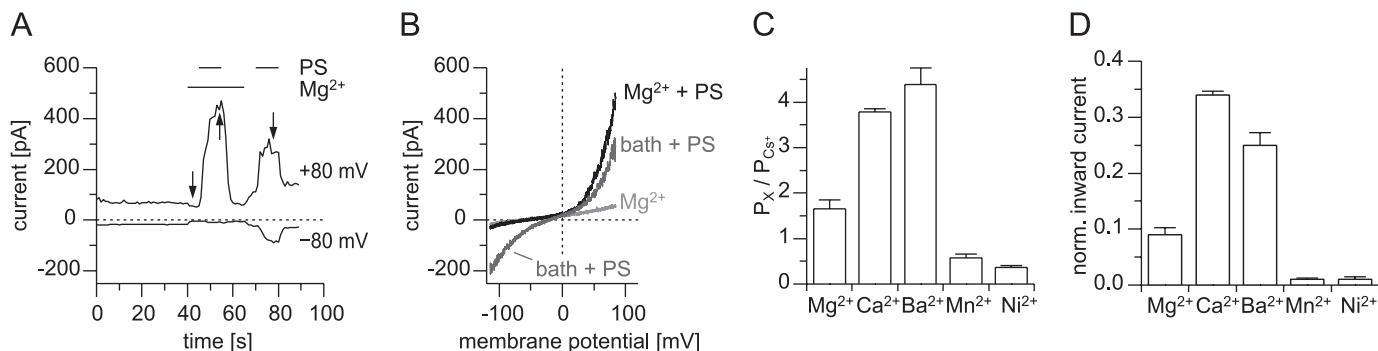 A
B
C
D
600
400
200
0
-200
current [pA]
PS
Mg²⁺
+80 mV
−80 mV
0 20 40 60 80 100
time [s]
600
400
200
0
-200
current [pA]
Mg²⁺ + PS
bath + PS
Mg²⁺
bath + PS
-100 0 100
membrane potential [mV]
4
3
2
1
0
Pₓ / P_Cs⁺
Mg²⁺ Ca²⁺ Ba²⁺ Mn²⁺ Ni²⁺
0.4
0.3
0.2
0.1
0.0
norm. inward current
Mg²⁺ Ca²⁺ Ba²⁺ Mn²⁺ Ni²⁺